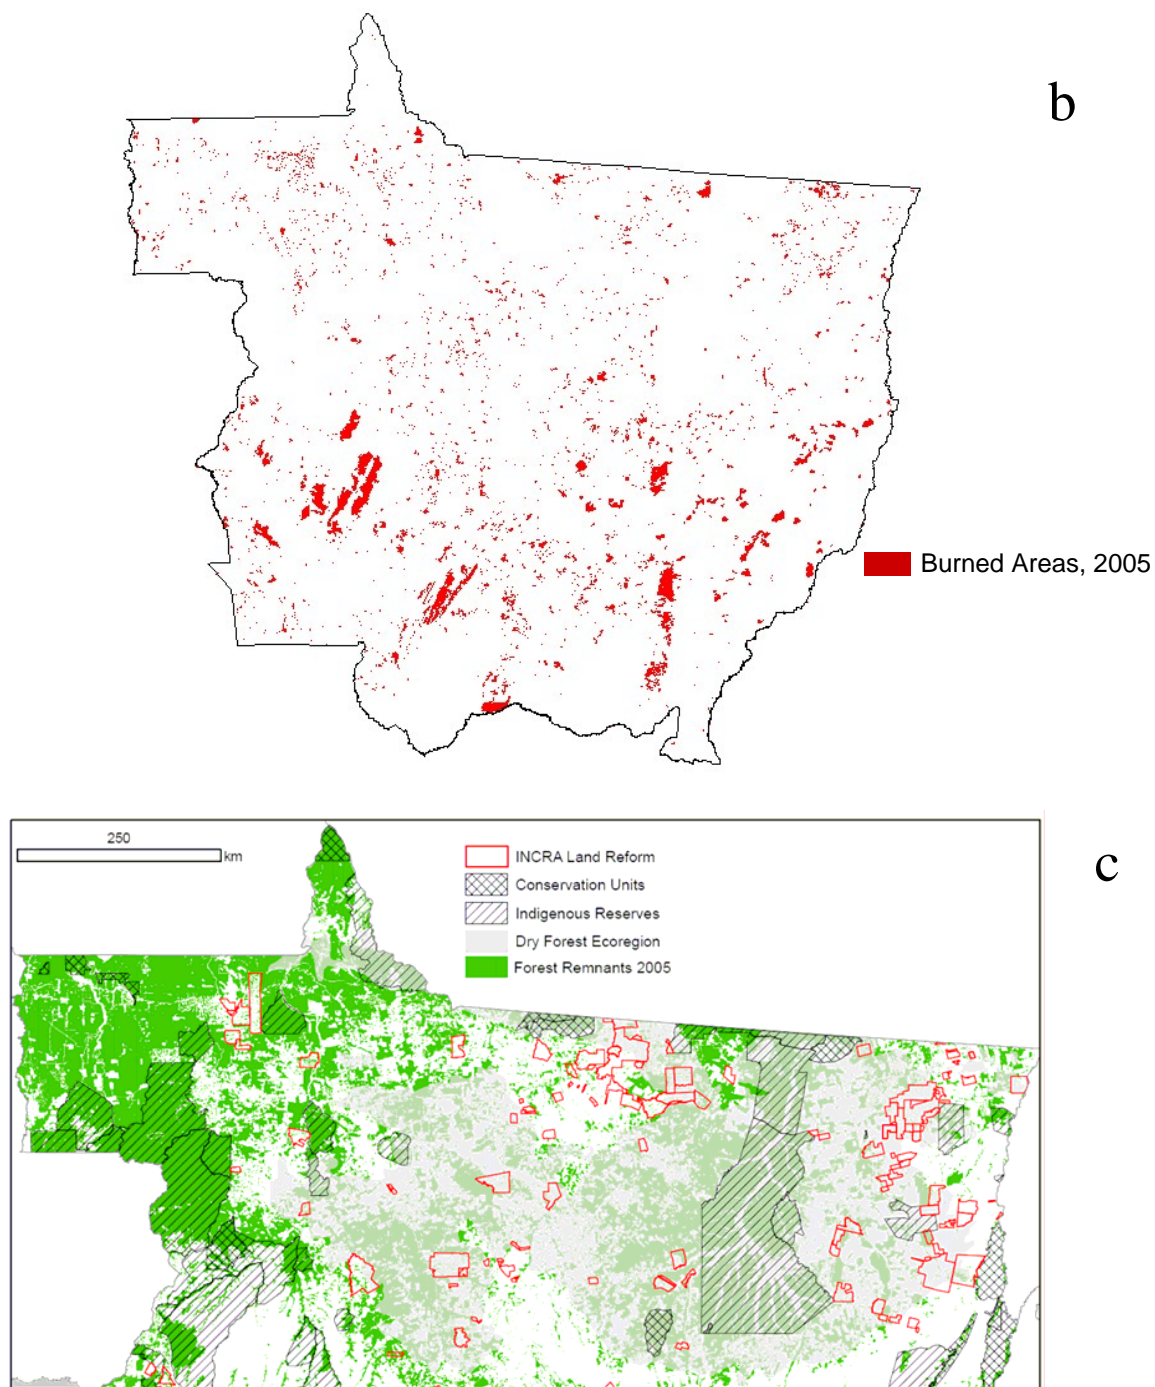 b
Burned Areas, 2005
c
250
km
INCRA Land Reform
Conservation Units
Indigenous Reserves
Dry Forest Ecoregion
Forest Remnants 2005